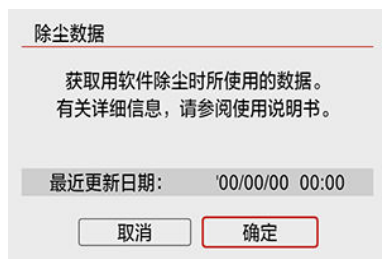 除尘数据
获取用软件除尘时所使用的数据。
有关详细信息，请参阅使用说明书。
最近更新日期： '00/00/00 00:00
取消 确定